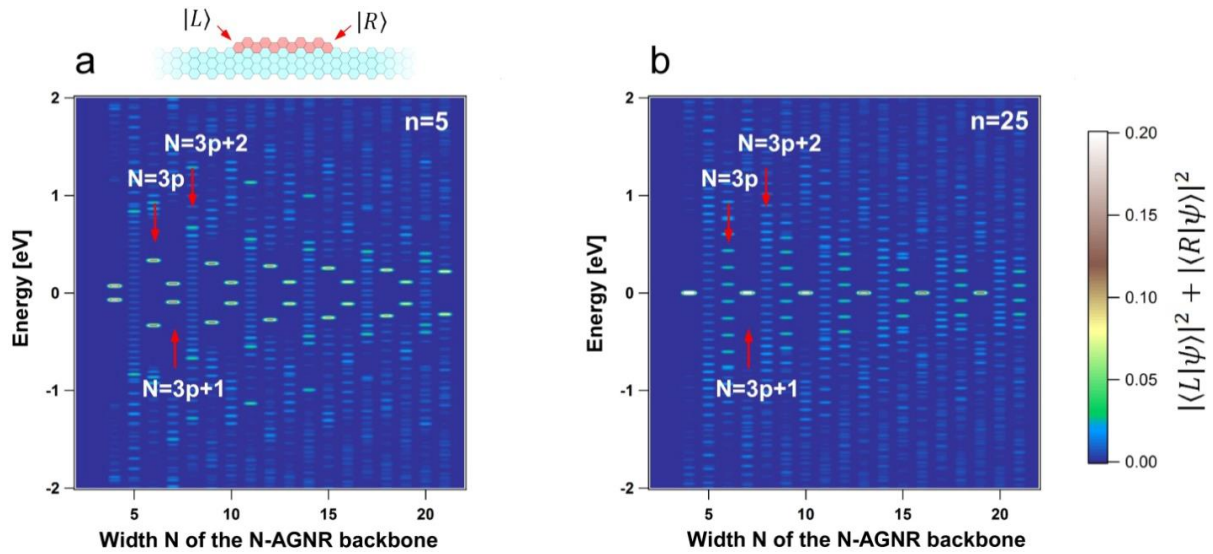 |L⟩
|R⟩
a
n=5
N=3p+2
N=3p
N=3p+1
Energy [eV]
2
1
0
-1
-2
5
10
15
20
Width N of the N-AGNR backbone
b
n=25
N=3p+2
N=3p
N=3p+1
Energy [eV]
2
1
0
-1
-2
5
10
15
20
Width N of the N-AGNR backbone
0.20
0.15
0.10
0.05
0.00
|⟨L|ψ⟩|² + |⟨R|ψ⟩|²